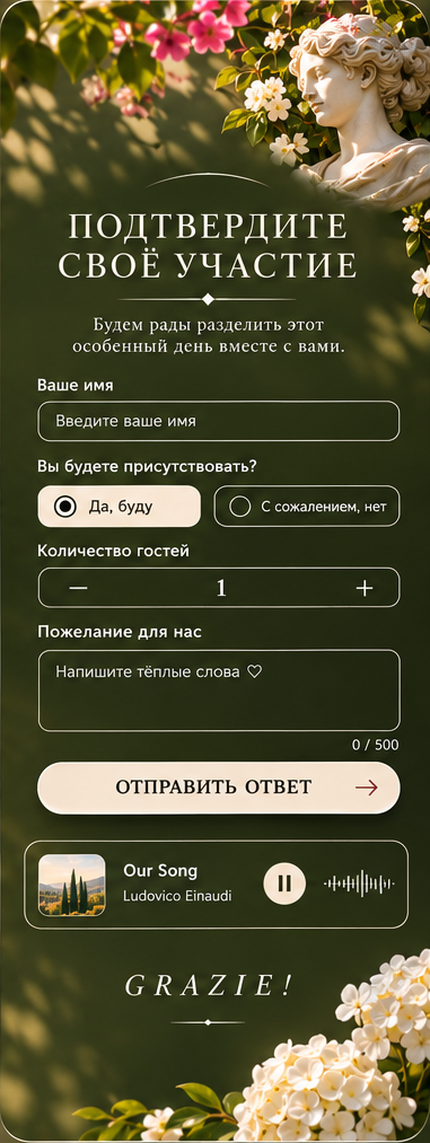 ПОДТВЕРДИТЕ
СВОЁ УЧАСТИЕ
Будем рады разделить этот
особенный день вместе с вами.
Ваше имя
Введите ваше имя
Вы будете присутствовать?
Да, буду
С сожалением, нет
Количество гостей
— 1 +
Пожелание для нас
Напишите тёплые слова ♡
0 / 500
ОТПРАВИТЬ ОТВЕТ →
Our Song
Ludovico Einaudi
GRAZIE!